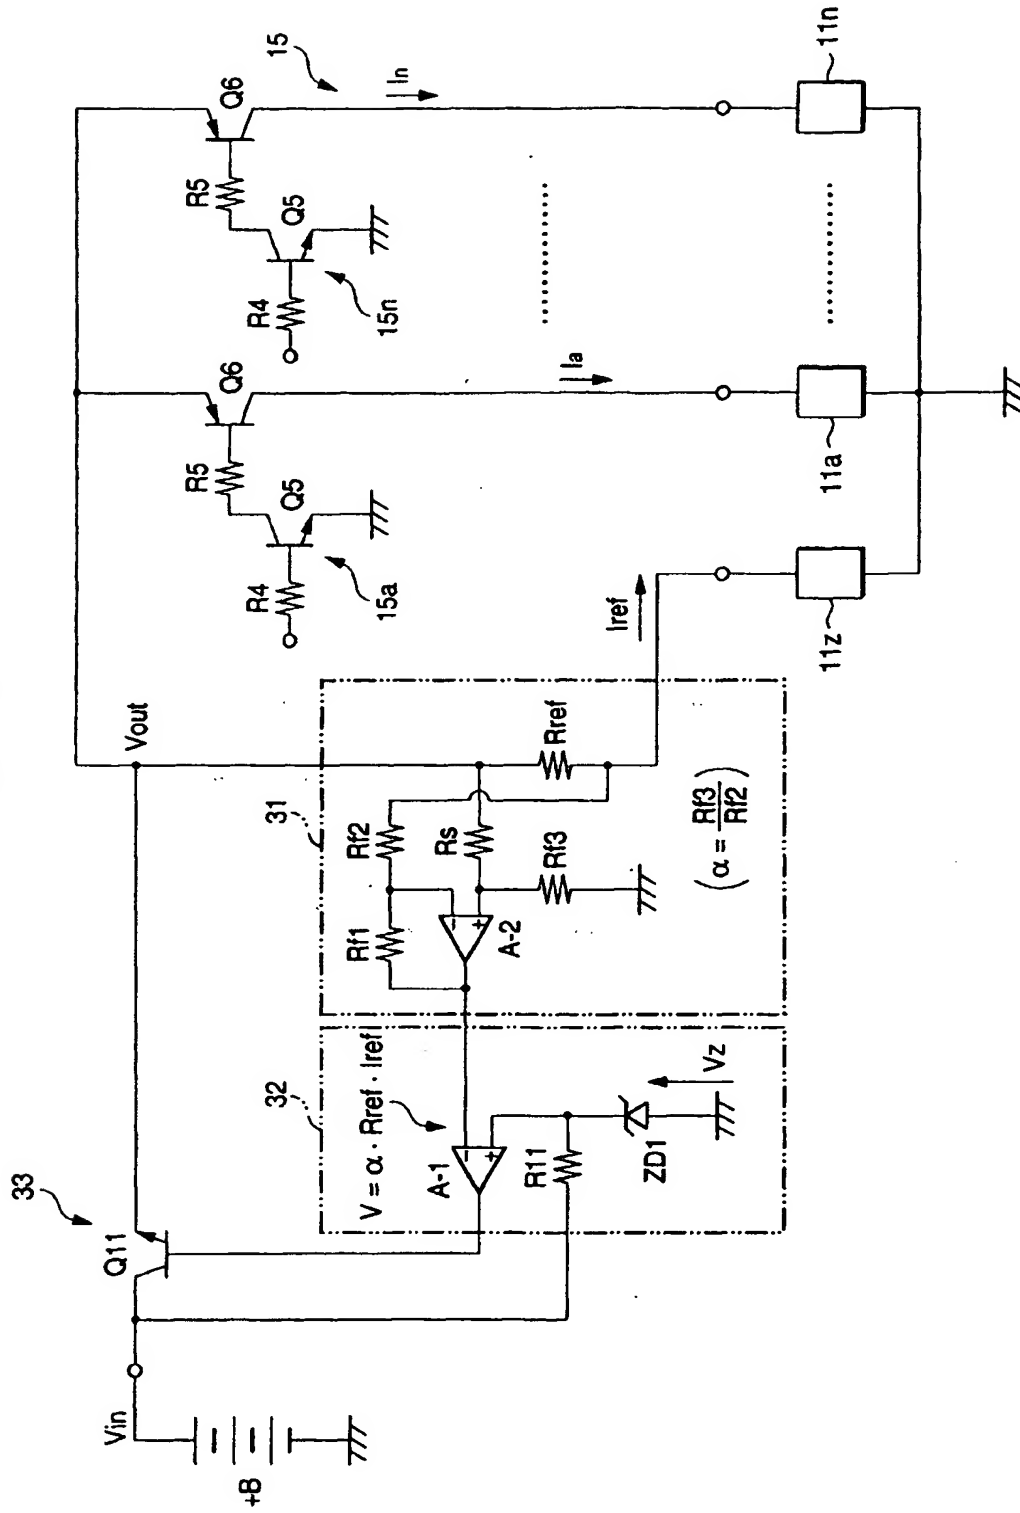 33
Q11
Vin
+B
32
V = α · Rref · Iref
A-1
R11
ZD1
Vz
31
Rf1
Rf2
Rs
A-2
Rf3
Rref
(α = Rf3/Rf2)
Vout
Iref
11z
R4
Q5
R5
Q6
15a
Ia
11a
R4
Q5
R5
Q6
15n
15
In
11n